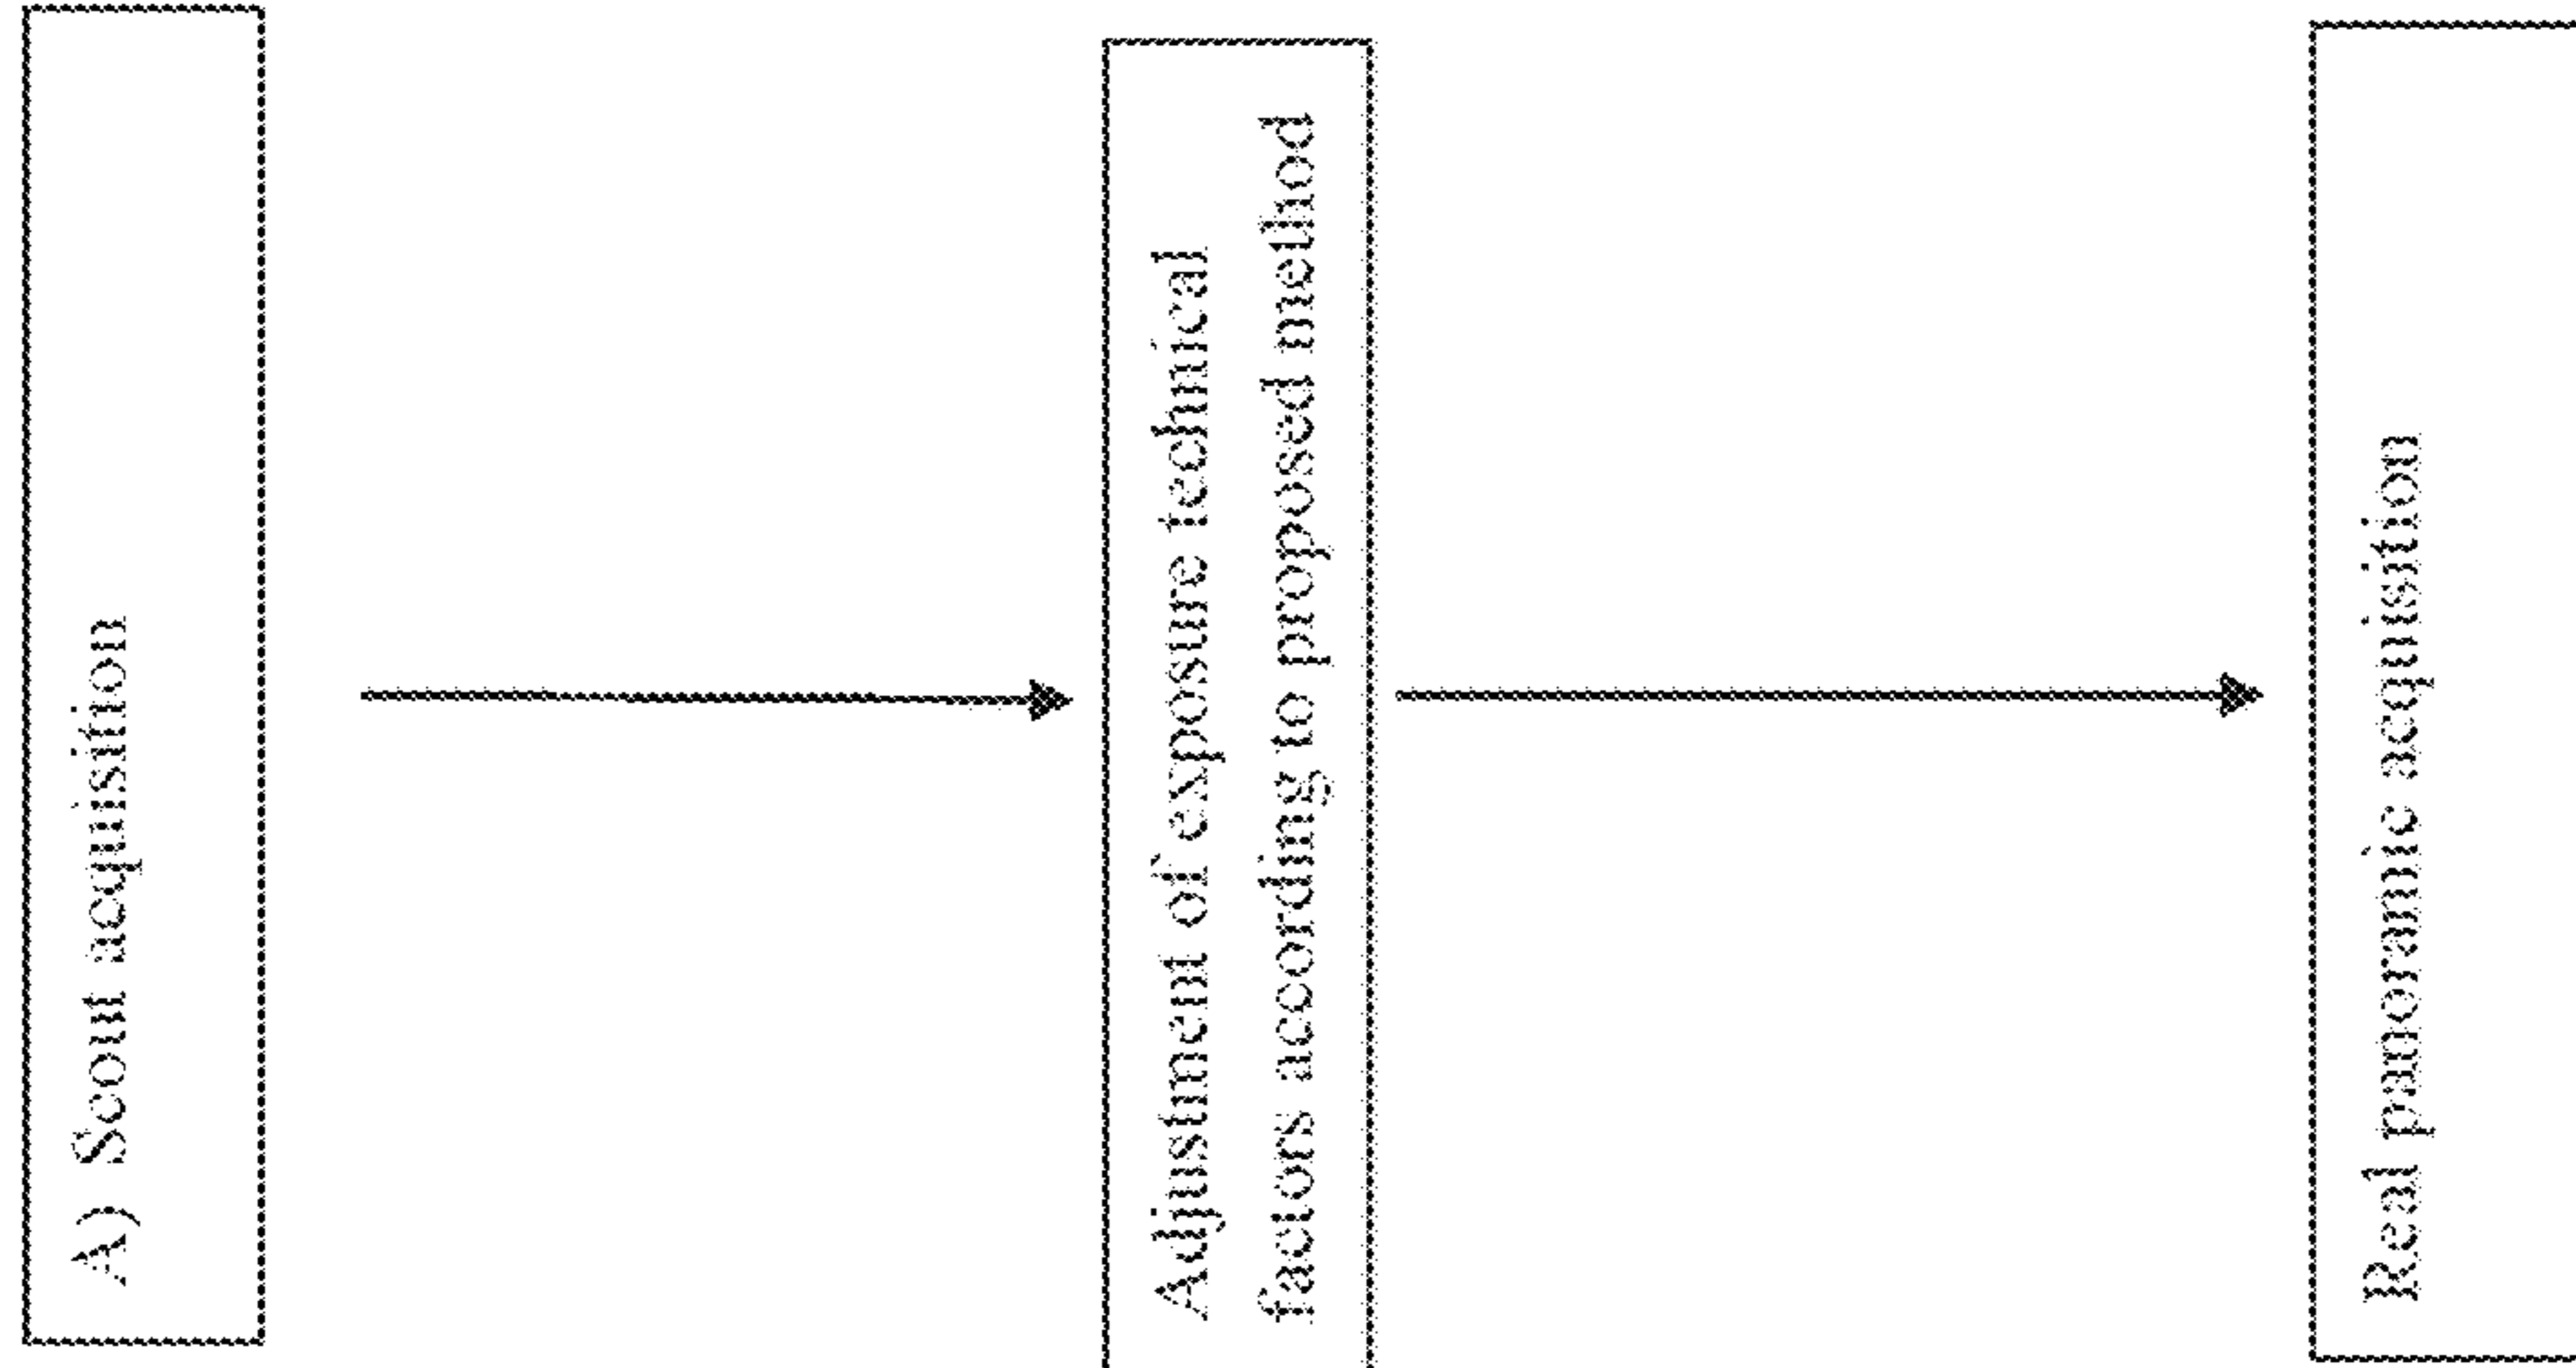 A) Scout acquisition
Adjustment of exposure technical
factors according to proposed method
Real panoramic acquisition